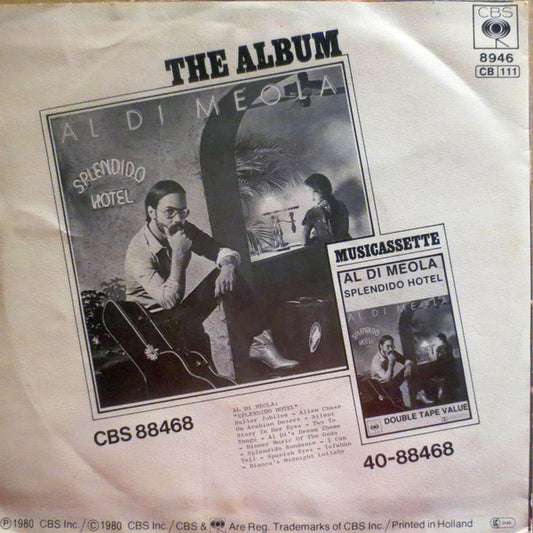 CBS
8946
CB 111
THE ALBUM
AL DI MEOLA
SPLENDIDO
HOTEL
MUSICASSETTE
AL DI MEOLA
SPLENDIDO HOTEL
AL DI MEOLA
SPLENDIDO
HOTEL
DOUBLE TAPE VALUE
CBS
CBS 88468
AL DI MEOLA:
"SPLENDIDO HOTEL"
Roller Jubilee - Alien Chase
On Arabian Desert - Silent
Story In Her Eyes - Two To
Tango - Al Di's Dream Theme
- Dinner Music Of The Gods
- Splendido Sundance - I Can
Tell - Spanish Eyes - Isfahan
- Bianca's Midnight Lullaby
40-88468
Ⓟ 1980 CBS Inc./© 1980 CBS Inc./CBS & Are Reg. Trademarks of CBS Inc./Printed in Holland